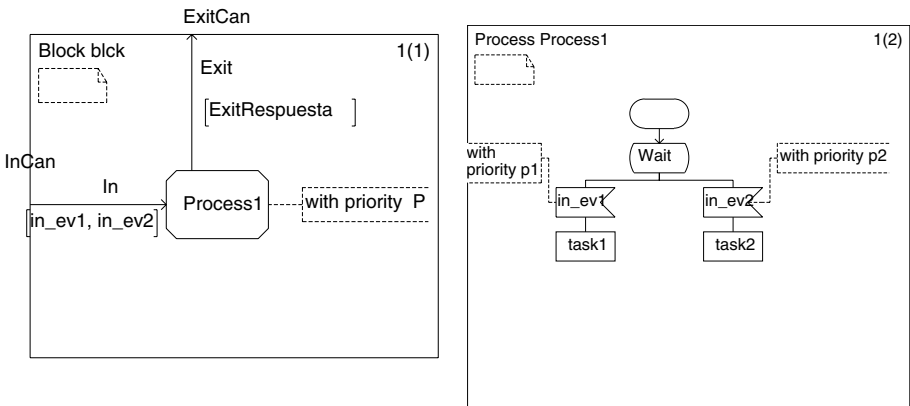 ExitCan
Block blck
1(1)
Exit
[ExitRespuesta ]
InCan
In
[in_ev1, in_ev2]
Process1
with priority P
Process Process1
1(2)
Wait
with
priority p1
with priority p2
in_ev1
in_ev2
task1
task2